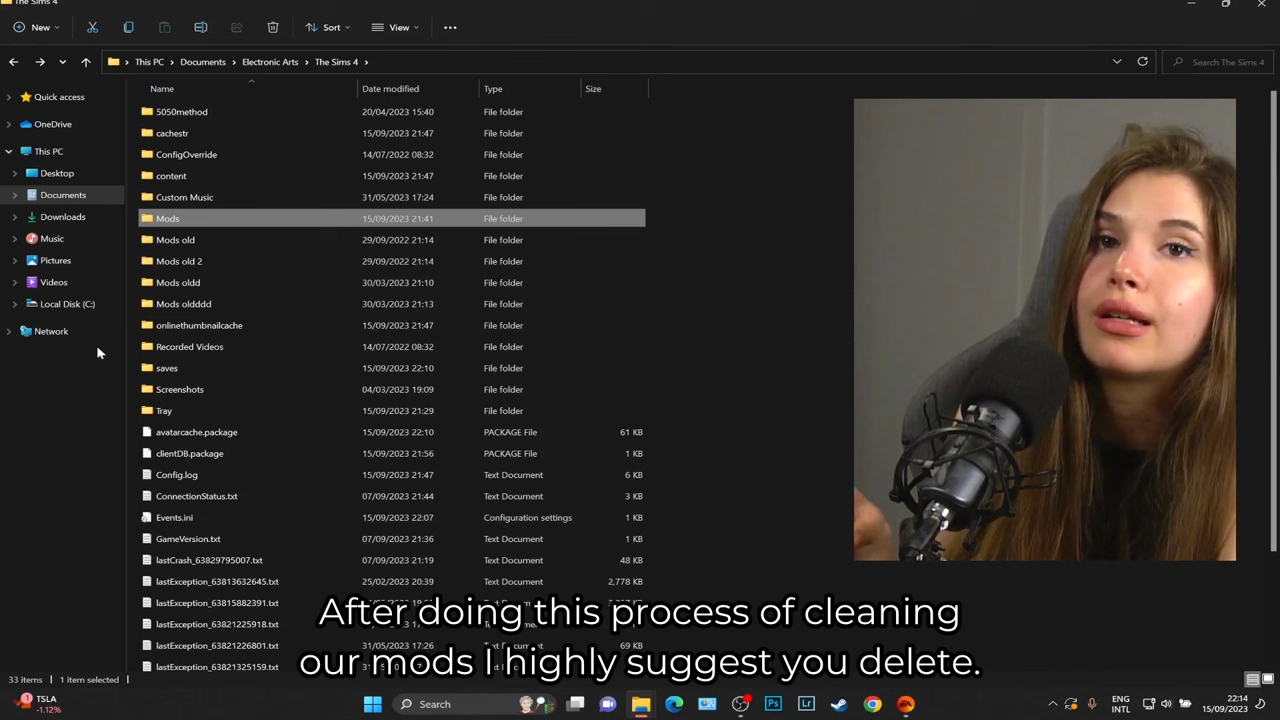 The Sims 4
New
Sort
View
This PC
Documents
Electronic Arts
The Sims 4
Search The Sims 4
Name
Date modified
Type
Size
Quick access
OneDrive
This PC
Desktop
Documents
Downloads
Music
Pictures
Videos
Local Disk (C:)
Network
5050method 20/04/2023 15:40 File folder
cachestr 15/09/2023 21:47 File folder
ConfigOverride 14/07/2022 08:32 File folder
content 15/09/2023 21:47 File folder
Custom Music 31/05/2023 17:24 File folder
Mods 15/09/2023 21:41 File folder
Mods old 29/09/2022 21:14 File folder
Mods old 2 29/09/2022 21:14 File folder
Mods oldd 30/03/2023 21:10 File folder
Mods oldddd 30/03/2023 21:13 File folder
onlinethumbnailcache 15/09/2023 21:47 File folder
Recorded Videos 14/07/2022 08:32 File folder
saves 15/09/2023 22:10 File folder
Screenshots 04/03/2023 19:09 File folder
Tray 15/09/2023 21:29 File folder
avatarcache.package 15/09/2023 22:10 PACKAGE File 61 KB
clientDB.package 15/09/2023 21:56 PACKAGE File 1 KB
Config.log 15/09/2023 21:47 Text Document 6 KB
ConnectionStatus.txt 07/09/2023 21:44 Text Document 3 KB
Events.ini 15/09/2023 22:07 Configuration settings 1 KB
GameVersion.txt 07/09/2023 21:36 Text Document 1 KB
lastCrash_63829795007.txt 07/09/2023 21:19 Text Document 48 KB
lastException_63813632645.txt 25/02/2023 20:39 Text Document 2,778 KB
lastException_63815882391.txt
lastException_63821225918.txt
lastException_63821226801.txt 31/05/2023 17:26 Text Document 69 KB
lastException_63821325159.txt
After doing this process of cleaning
our mods I highly suggest you delete.
33 items
1 item selected
TSLA
-1.12%
Search
Ps
Lr
ENG
INTL
22:14
15/09/2023